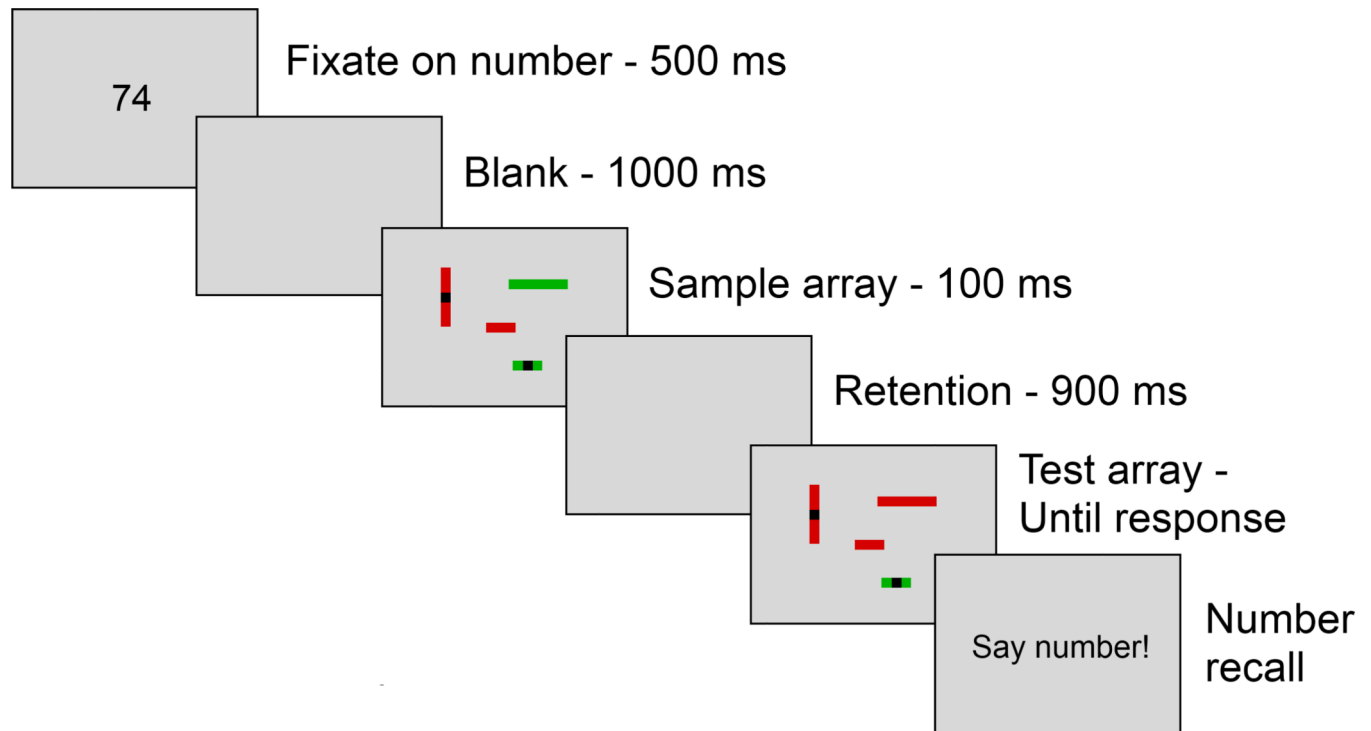 74
Fixate on number - 500 ms
Blank - 1000 ms
Sample array - 100 ms
Retention - 900 ms
Test array -
Until response
Say number!
Number
recall